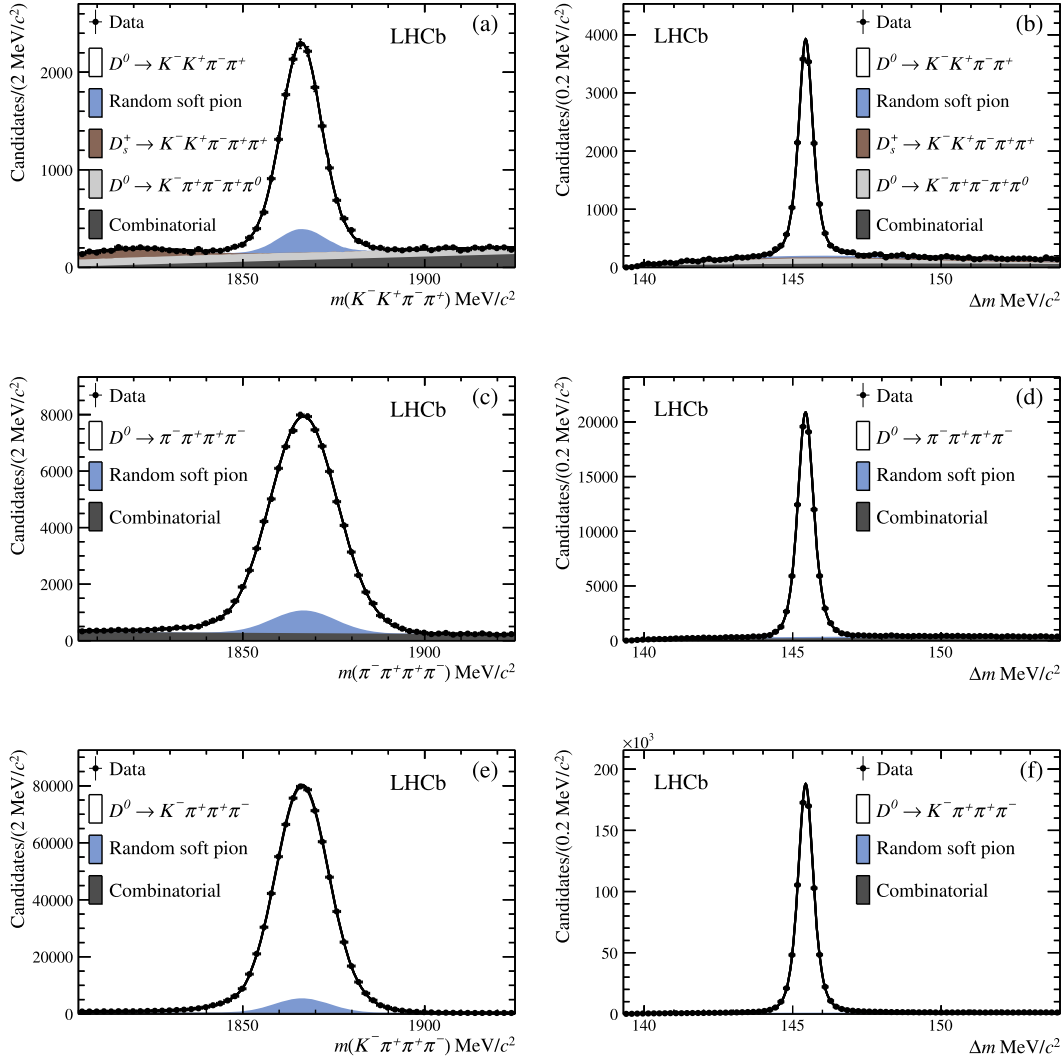 (a)
LHCb
Candidates/(2 MeV/c²)
Data
D⁰ → K⁻K⁺π⁻π⁺
Random soft pion
Dₛ⁺ → K⁻K⁺π⁻π⁺π⁺
D⁰ → K⁻π⁺π⁻π⁺π⁰
Combinatorial
2000
1000
0
1850 1900
m(K⁻K⁺π⁻π⁺) MeV/c²
(b)
LHCb
Candidates/(0.2 MeV/c²)
Data
D⁰ → K⁻K⁺π⁻π⁺
Random soft pion
Dₛ⁺ → K⁻K⁺π⁻π⁺π⁺
D⁰ → K⁻π⁺π⁻π⁺π⁰
Combinatorial
4000
3000
2000
1000
0
140 145 150
Δm MeV/c²
(c)
LHCb
Candidates/(2 MeV/c²)
Data
D⁰ → π⁻π⁺π⁺π⁻
Random soft pion
Combinatorial
8000
6000
4000
2000
0
1850 1900
m(π⁻π⁺π⁺π⁻) MeV/c²
(d)
LHCb
Candidates/(0.2 MeV/c²)
Data
D⁰ → π⁻π⁺π⁺π⁻
Random soft pion
Combinatorial
20000
15000
10000
5000
0
140 145 150
Δm MeV/c²
(e)
LHCb
Candidates/(2 MeV/c²)
Data
D⁰ → K⁻π⁺π⁺π⁻
Random soft pion
Combinatorial
80000
60000
40000
20000
0
1850 1900
m(K⁻π⁺π⁺π⁻) MeV/c²
×10³
(f)
LHCb
Candidates/(0.2 MeV/c²)
Data
D⁰ → K⁻π⁺π⁺π⁻
Random soft pion
Combinatorial
200
150
100
50
0
140 145 150
Δm MeV/c²